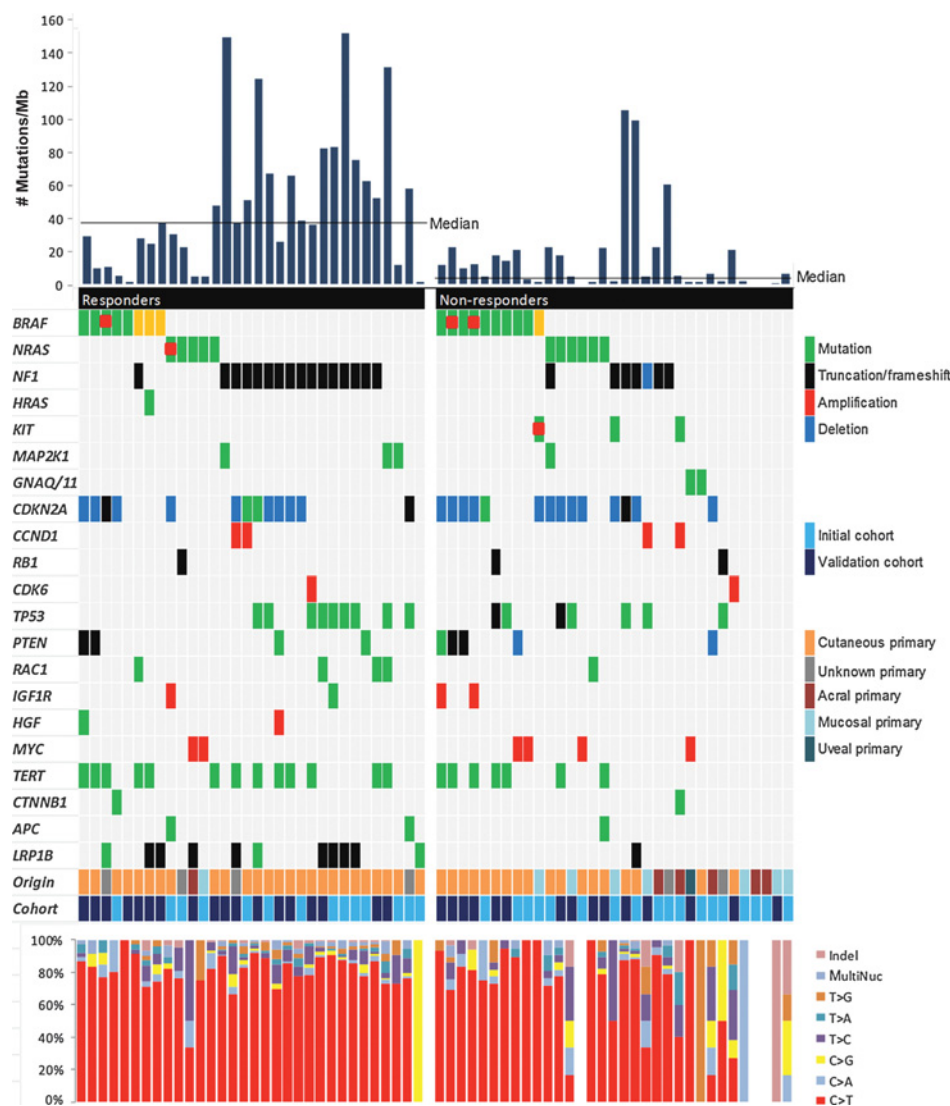 # Mutations/Mb
160
140
120
100
80
60
40
20
0
Median
Median
Responders
Non-responders
BRAF
NRAS
NF1
HRAS
KIT
MAP2K1
GNAQ/11
CDKN2A
CCND1
RB1
CDK6
TP53
PTEN
RAC1
IGF1R
HGF
MYC
TERT
CTNNB1
APC
LRP1B
Origin
Cohort
Mutation
Truncation/frameshift
Amplification
Deletion
Initial cohort
Validation cohort
Cutaneous primary
Unknown primary
Acral primary
Mucosal primary
Uveal primary
100%
80%
60%
40%
20%
0%
Indel
MultiNuc
T>G
T>A
T>C
C>G
C>A
C>T